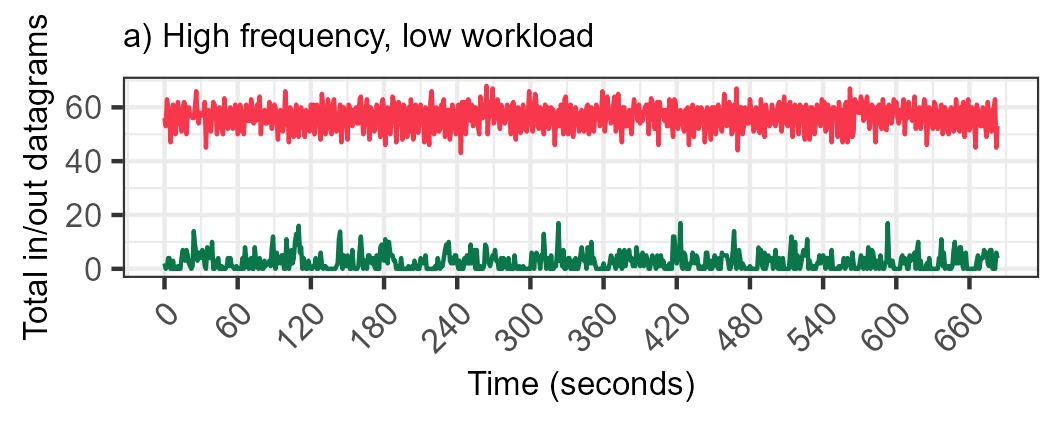 a) High frequency, low workload
Total in/out datagrams
60
40
20
0
0 60 120 180 240 300 360 420 480 540 600 660
Time (seconds)